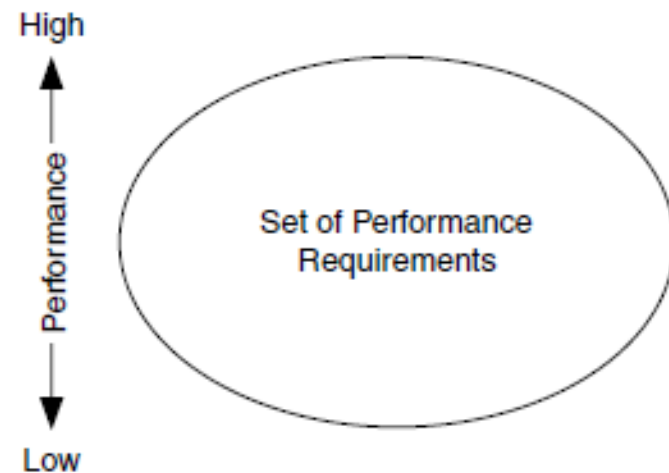 High
Performance
Set of Performance
Requirements
Low